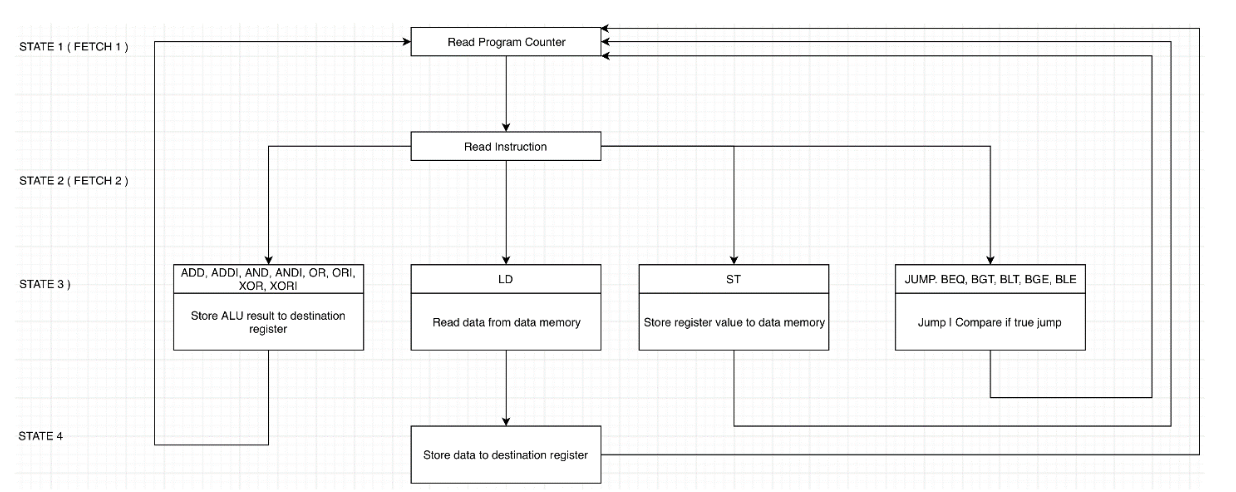 STATE 1 ( FETCH 1 )
Read Program Counter
Read Instruction
STATE 2 ( FETCH 2 )
STATE 3 )
ADD, ADDI, AND, ANDI, OR, ORI,
XOR, XORI
Store ALU result to destination
register
LD
Read data from data memory
ST
Store register value to data memory
JUMP. BEQ, BGT, BLT, BGE, BLE
Jump | Compare if true jump
STATE 4
Store data to destination register